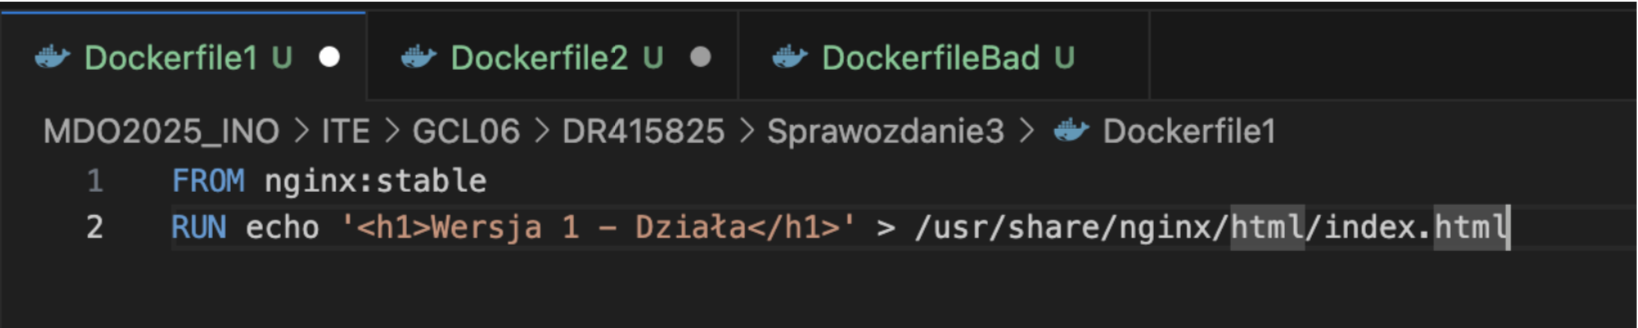 Dockerfile1 U Dockerfile2 U DockerfileBad U
MDO2025_INO > ITE > GCL06 > DR415825 > Sprawozdanie3 > Dockerfile1
1 FROM nginx:stable
2 RUN echo '<h1>Wersja 1 – Działa</h1>' > /usr/share/nginx/html/index.html